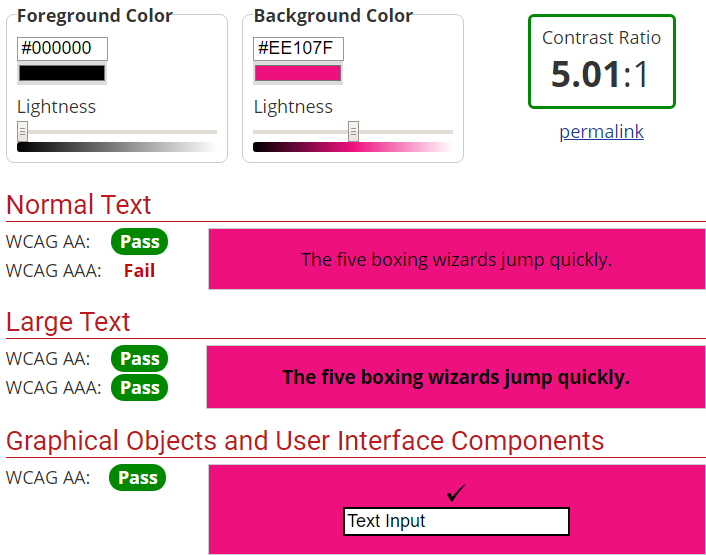 Foreground Color
#000000
Lightness
Background Color
#EE107F
Lightness
Contrast Ratio
5.01:1
permalink
Normal Text
WCAG AA: Pass
WCAG AAA: Fail
The five boxing wizards jump quickly.
Large Text
WCAG AA: Pass
WCAG AAA: Pass
The five boxing wizards jump quickly.
Graphical Objects and User Interface Components
WCAG AA: Pass
✓
Text Input